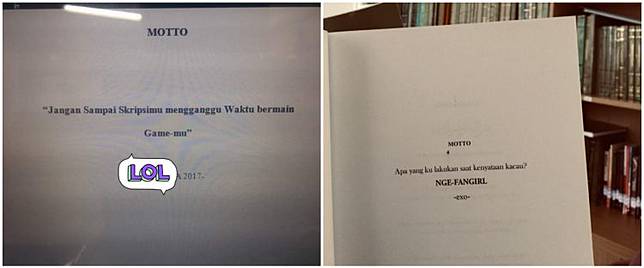 MOTTO
“Jangan Sampai Skripsimu mengganggu Waktu bermain
Game-mu”
LOL
2017-
MOTTO
Apa yang ku lakukan saat kenyataan kacau?
NGE-FANGIRL
-exo-